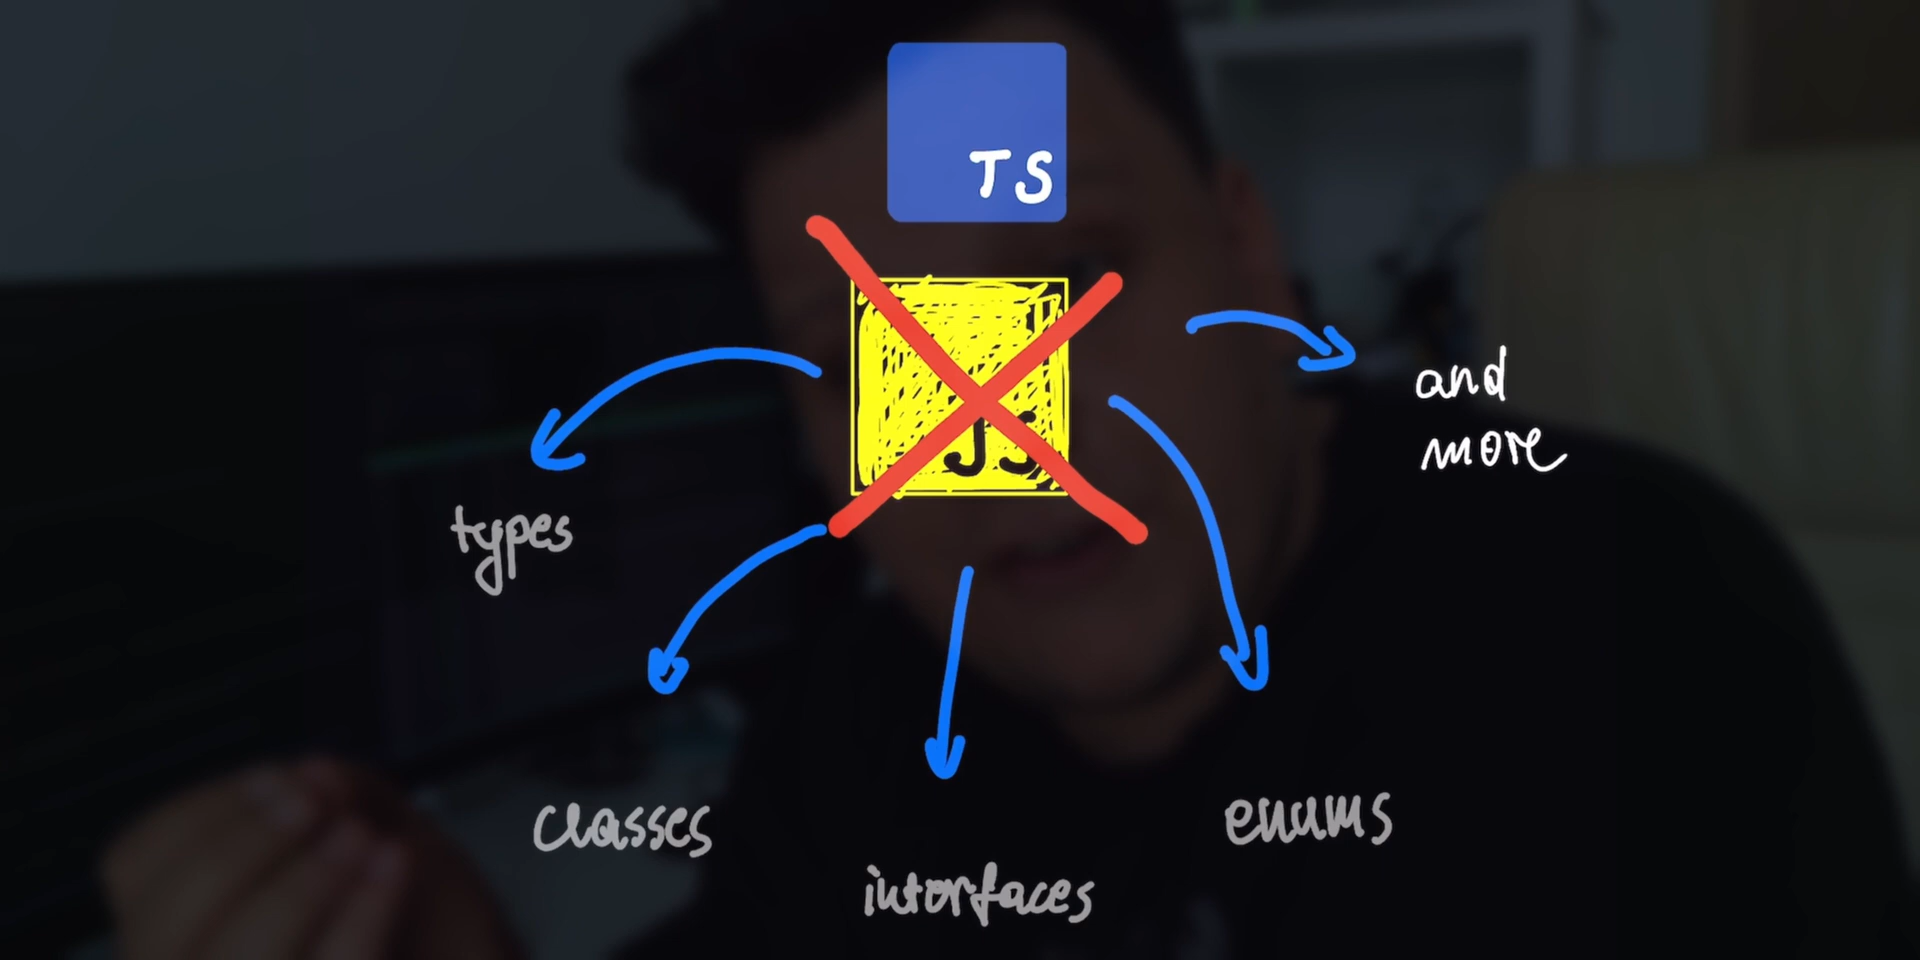 TS
JS
and
more
types
classes
interfaces
enums